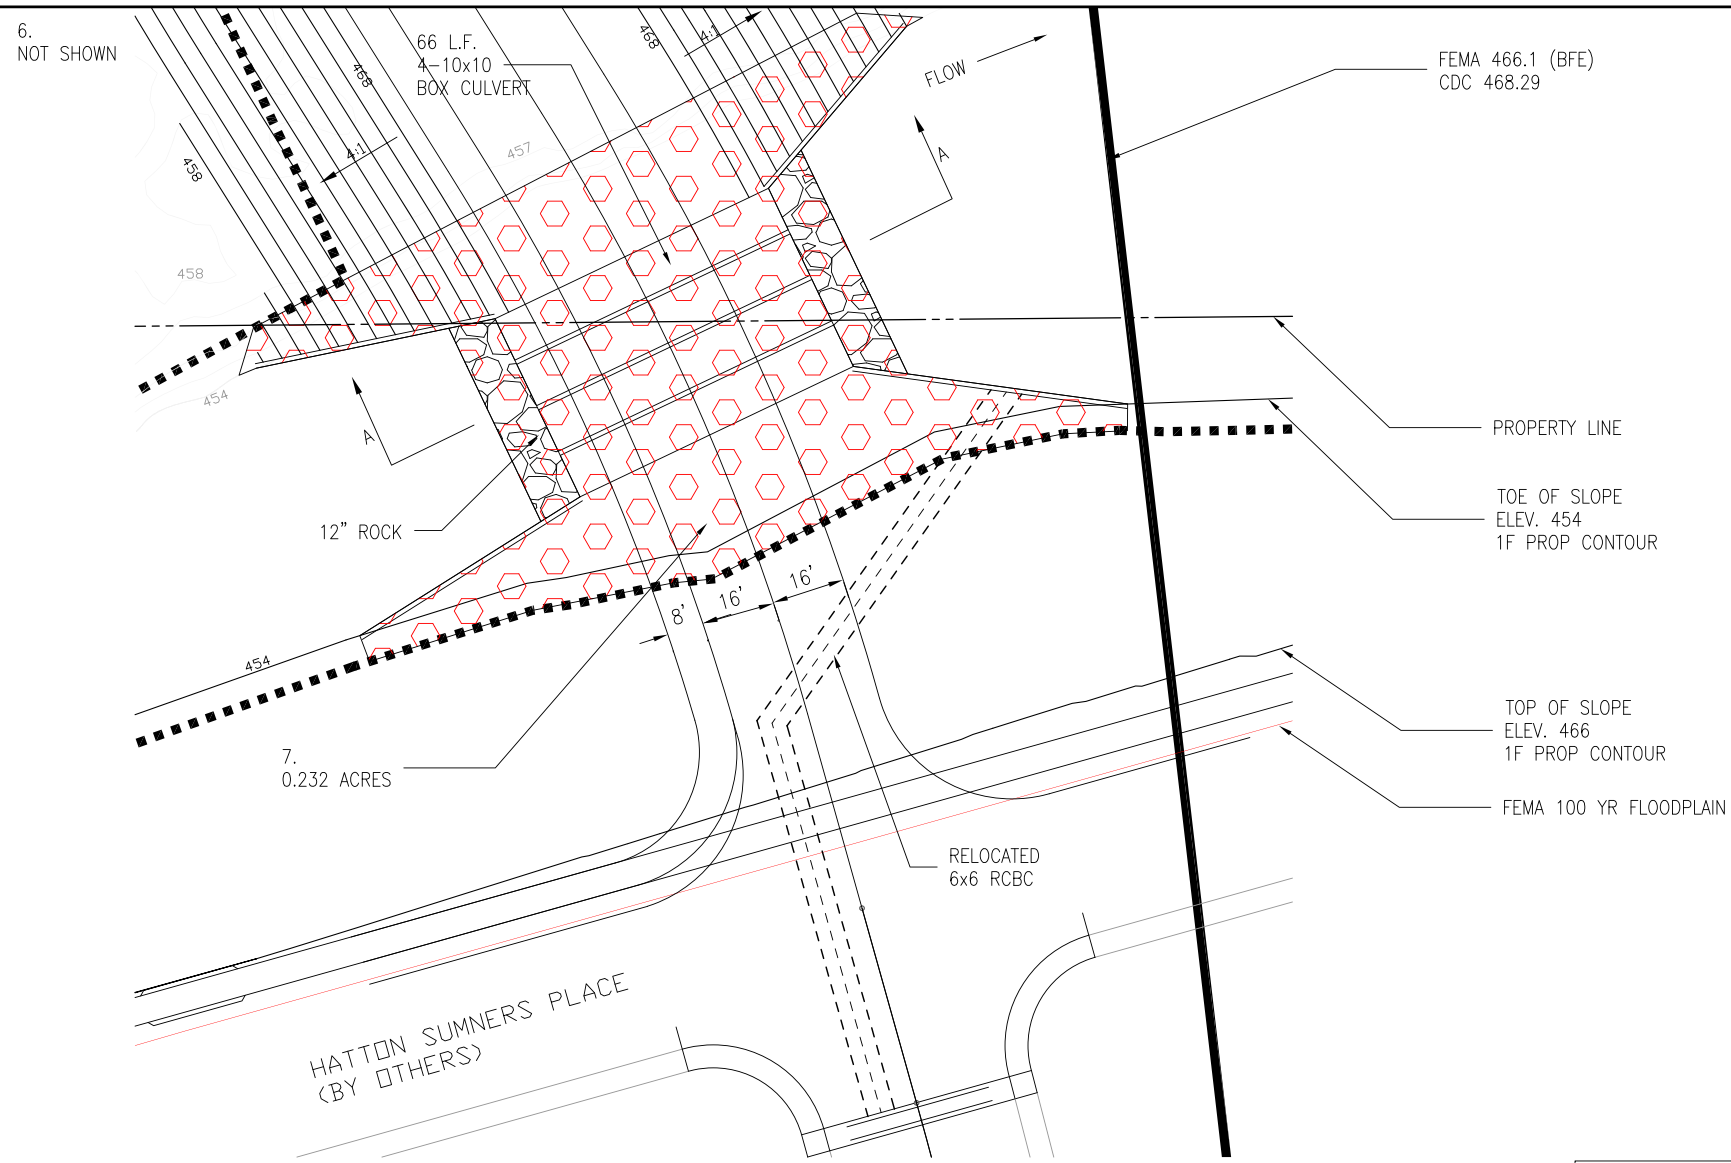 6.
NOT SHOWN
66 L.F.
4-10x10
BOX CULVERT
468
468
4:1
FLOW
FEMA 466.1 (BFE)
CDC 468.29
458
4:1
457
A
458
454
A
PROPERTY LINE
TOE OF SLOPE
ELEV. 454
1F PROP CONTOUR
12" ROCK
8'
16'
16'
454
TOP OF SLOPE
ELEV. 466
1F PROP CONTOUR
7.
0.232 ACRES
FEMA 100 YR FLOODPLAIN
RELOCATED
6x6 RCBC
HATTON SUMNERS PLACE
(BY OTHERS)